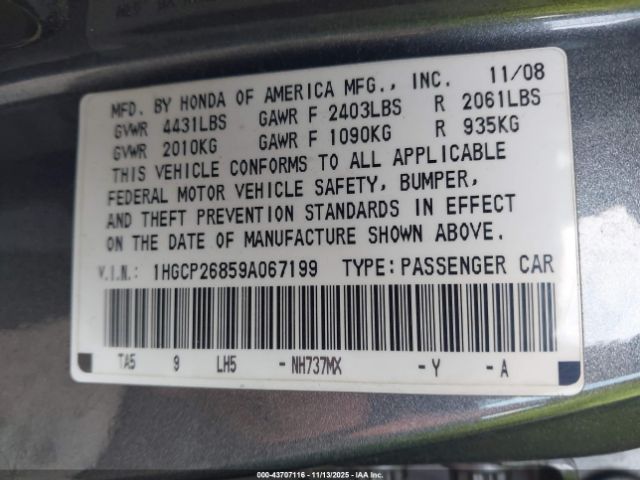 MFD. BY HONDA OF AMERICA MFG., INC. 11/08
GVWR 4431LBS GAWR F 2403LBS R 2061LBS
GVWR 2010KG GAWR F 1090KG R 935KG
THIS VEHICLE CONFORMS TO ALL APPLICABLE
FEDERAL MOTOR VEHICLE SAFETY, BUMPER,
AND THEFT PREVENTION STANDARDS IN EFFECT
ON THE DATE OF MANUFACTURE SHOWN ABOVE.
V.I.N.: 1HGCP26859A067199 TYPE: PASSENGER CAR
TA5 9 LH5 - NH737MX - Y - A
000-43707116 - 11/13/2025 - IAA Inc.